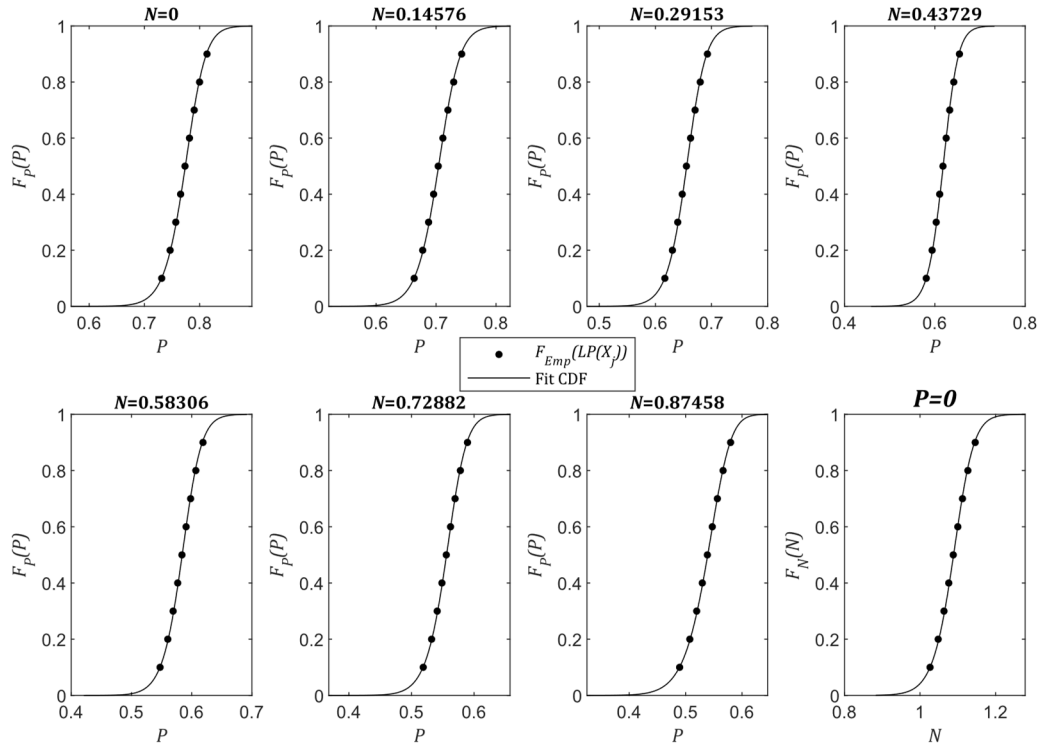 N=0
1
0.8
0.6
0.4
0.2
0
F_P(P)
0.6 0.7 0.8
P
N=0.14576
1
0.8
0.6
0.4
0.2
0
F_P(P)
0.6 0.7 0.8
P
N=0.29153
1
0.8
0.6
0.4
0.2
0
F_P(P)
0.5 0.6 0.7 0.8
P
N=0.43729
1
0.8
0.6
0.4
0.2
0
F_P(P)
0.4 0.6 0.8
P
F_Emp(LP(X_j))
Fit CDF
N=0.58306
1
0.8
0.6
0.4
0.2
0
F_P(P)
0.4 0.5 0.6 0.7
P
N=0.72882
1
0.8
0.6
0.4
0.2
0
F_P(P)
0.4 0.5 0.6
P
N=0.87458
1
0.8
0.6
0.4
0.2
0
F_P(P)
0.4 0.5 0.6
P
P=0
1
0.8
0.6
0.4
0.2
0
F_N(N)
0.8 1 1.2
N